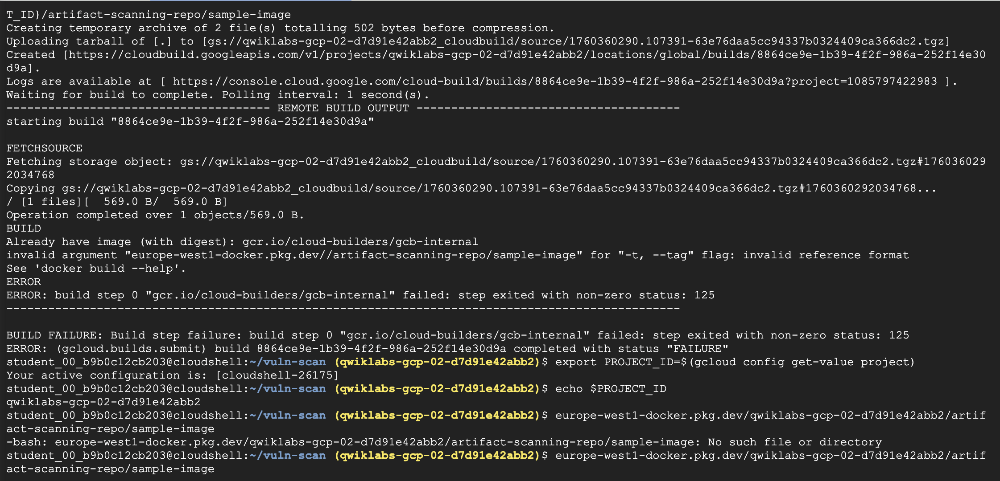 T_ID}/artifact-scanning-repo/sample-image
Creating temporary archive of 2 file(s) totalling 502 bytes before compression.
Uploading tarball of [.] to [gs://qwiklabs-gcp-02-d7d91e42abb2_cloudbuild/source/1760360290.107391-63e76daa5cc94337b0324409ca366dc2.tgz]
Created [https://cloudbuild.googleapis.com/v1/projects/qwiklabs-gcp-02-d7d91e42abb2/locations/global/builds/8864ce9e-1b39-4f2f-986a-252f14e30
d9a].
Logs are available at [ https://console.cloud.google.com/cloud-build/builds/8864ce9e-1b39-4f2f-986a-252f14e30d9a?project=1085797422983 ].
Waiting for build to complete. Polling interval: 1 second(s).
-------------------------------------- REMOTE BUILD OUTPUT --------------------------------------
starting build "8864ce9e-1b39-4f2f-986a-252f14e30d9a"

FETCHSOURCE
Fetching storage object: gs://qwiklabs-gcp-02-d7d91e42abb2_cloudbuild/source/1760360290.107391-63e76daa5cc94337b0324409ca366dc2.tgz#176036029
2034768
Copying gs://qwiklabs-gcp-02-d7d91e42abb2_cloudbuild/source/1760360290.107391-63e76daa5cc94337b0324409ca366dc2.tgz#1760360292034768...
/ [1 files][  569.0 B/  569.0 B]
Operation completed over 1 objects/569.0 B.
BUILD
Already have image (with digest): gcr.io/cloud-builders/gcb-internal
invalid argument "europe-west1-docker.pkg.dev//artifact-scanning-repo/sample-image" for "-t, --tag" flag: invalid reference format
See 'docker build --help'.
ERROR
ERROR: build step 0 "gcr.io/cloud-builders/gcb-internal" failed: step exited with non-zero status: 125
-------------------------------------------------------------------------------------------------

BUILD FAILURE: Build step failure: build step 0 "gcr.io/cloud-builders/gcb-internal" failed: step exited with non-zero status: 125
ERROR: (gcloud.builds.submit) build 8864ce9e-1b39-4f2f-986a-252f14e30d9a completed with status "FAILURE"
student_00_b9b0c12cb203@cloudshell:~/vuln-scan (qwiklabs-gcp-02-d7d91e42abb2)$ export PROJECT_ID=$(gcloud config get-value project)
Your active configuration is: [cloudshell-26175]
student_00_b9b0c12cb203@cloudshell:~/vuln-scan (qwiklabs-gcp-02-d7d91e42abb2)$ echo $PROJECT_ID
qwiklabs-gcp-02-d7d91e42abb2
student_00_b9b0c12cb203@cloudshell:~/vuln-scan (qwiklabs-gcp-02-d7d91e42abb2)$ europe-west1-docker.pkg.dev/qwiklabs-gcp-02-d7d91e42abb2/artif
act-scanning-repo/sample-image
-bash: europe-west1-docker.pkg.dev/qwiklabs-gcp-02-d7d91e42abb2/artifact-scanning-repo/sample-image: No such file or directory
student_00_b9b0c12cb203@cloudshell:~/vuln-scan (qwiklabs-gcp-02-d7d91e42abb2)$ europe-west1-docker.pkg.dev/qwiklabs-gcp-02-d7d91e42abb2/artif
act-scanning-repo/sample-image